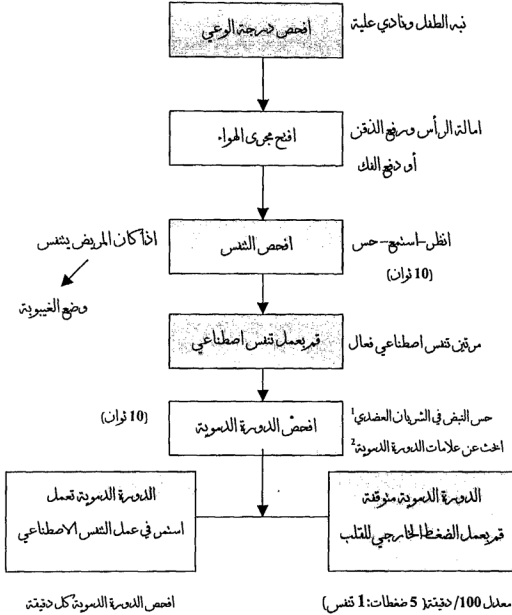 افحص درجة الوعي
نبه الطفل ونادي علية
افتح مجرى الهواء
امالة الرأس ورفع الذقن
أو دفع الفك
افحص التنفس
انظر-استمع-حس
(10 ثوان)
اذا كان المريض يتنفس
وضع الغيبوبة
قم بعمل تنفس اصطناعي
مرتين تنفس اصطناعي فعال
افحص الدورة الدموية
حس النبض في الشريان العضدي1
ابحث عن علامات الدورة الدموية2
(10 ثوان)
الدورة الدموية متوقفة
قم بعمل الضغط الخارجي للقلب
الدورة الدموية تعمل
استمر في عمل التنفس الاصطناعي
بمعدل 100/دقيقة( 5 ضغطات:1 تنفس)
افحص الدورة الدموية كل دقيقة